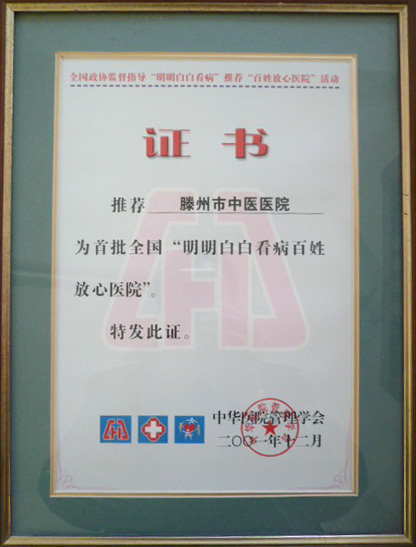 全国政协监督指导“明明白白看病”推荐“百姓放心医院”活动
证书
推荐 滕州市中医医院
为首批全国“明明白白看病百姓
放心医院”。
特发此证。
中华医院管理学会
二〇〇一年十二月